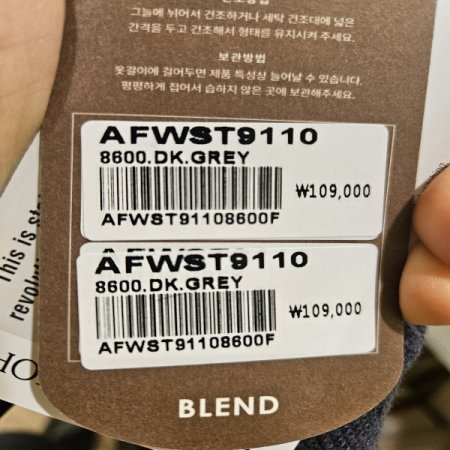 그늘에 뉘어서 건조하거나 세탁 건조대에 넓은
간격을 두고 건조해서 형태를 유지시켜 주세요.
보관방법
옷걸이에 걸어두면 제품 특성상 늘어날 수 있습니다.
평평하게 접어서 습하지 않은 곳에 보관해주세요.
AFWST9110
8600.DK.GREY
₩109,000
AFWST91108600F
AFWST9110
8600.DK.GREY
₩109,000
AFWST91108600F
BLEND
This is